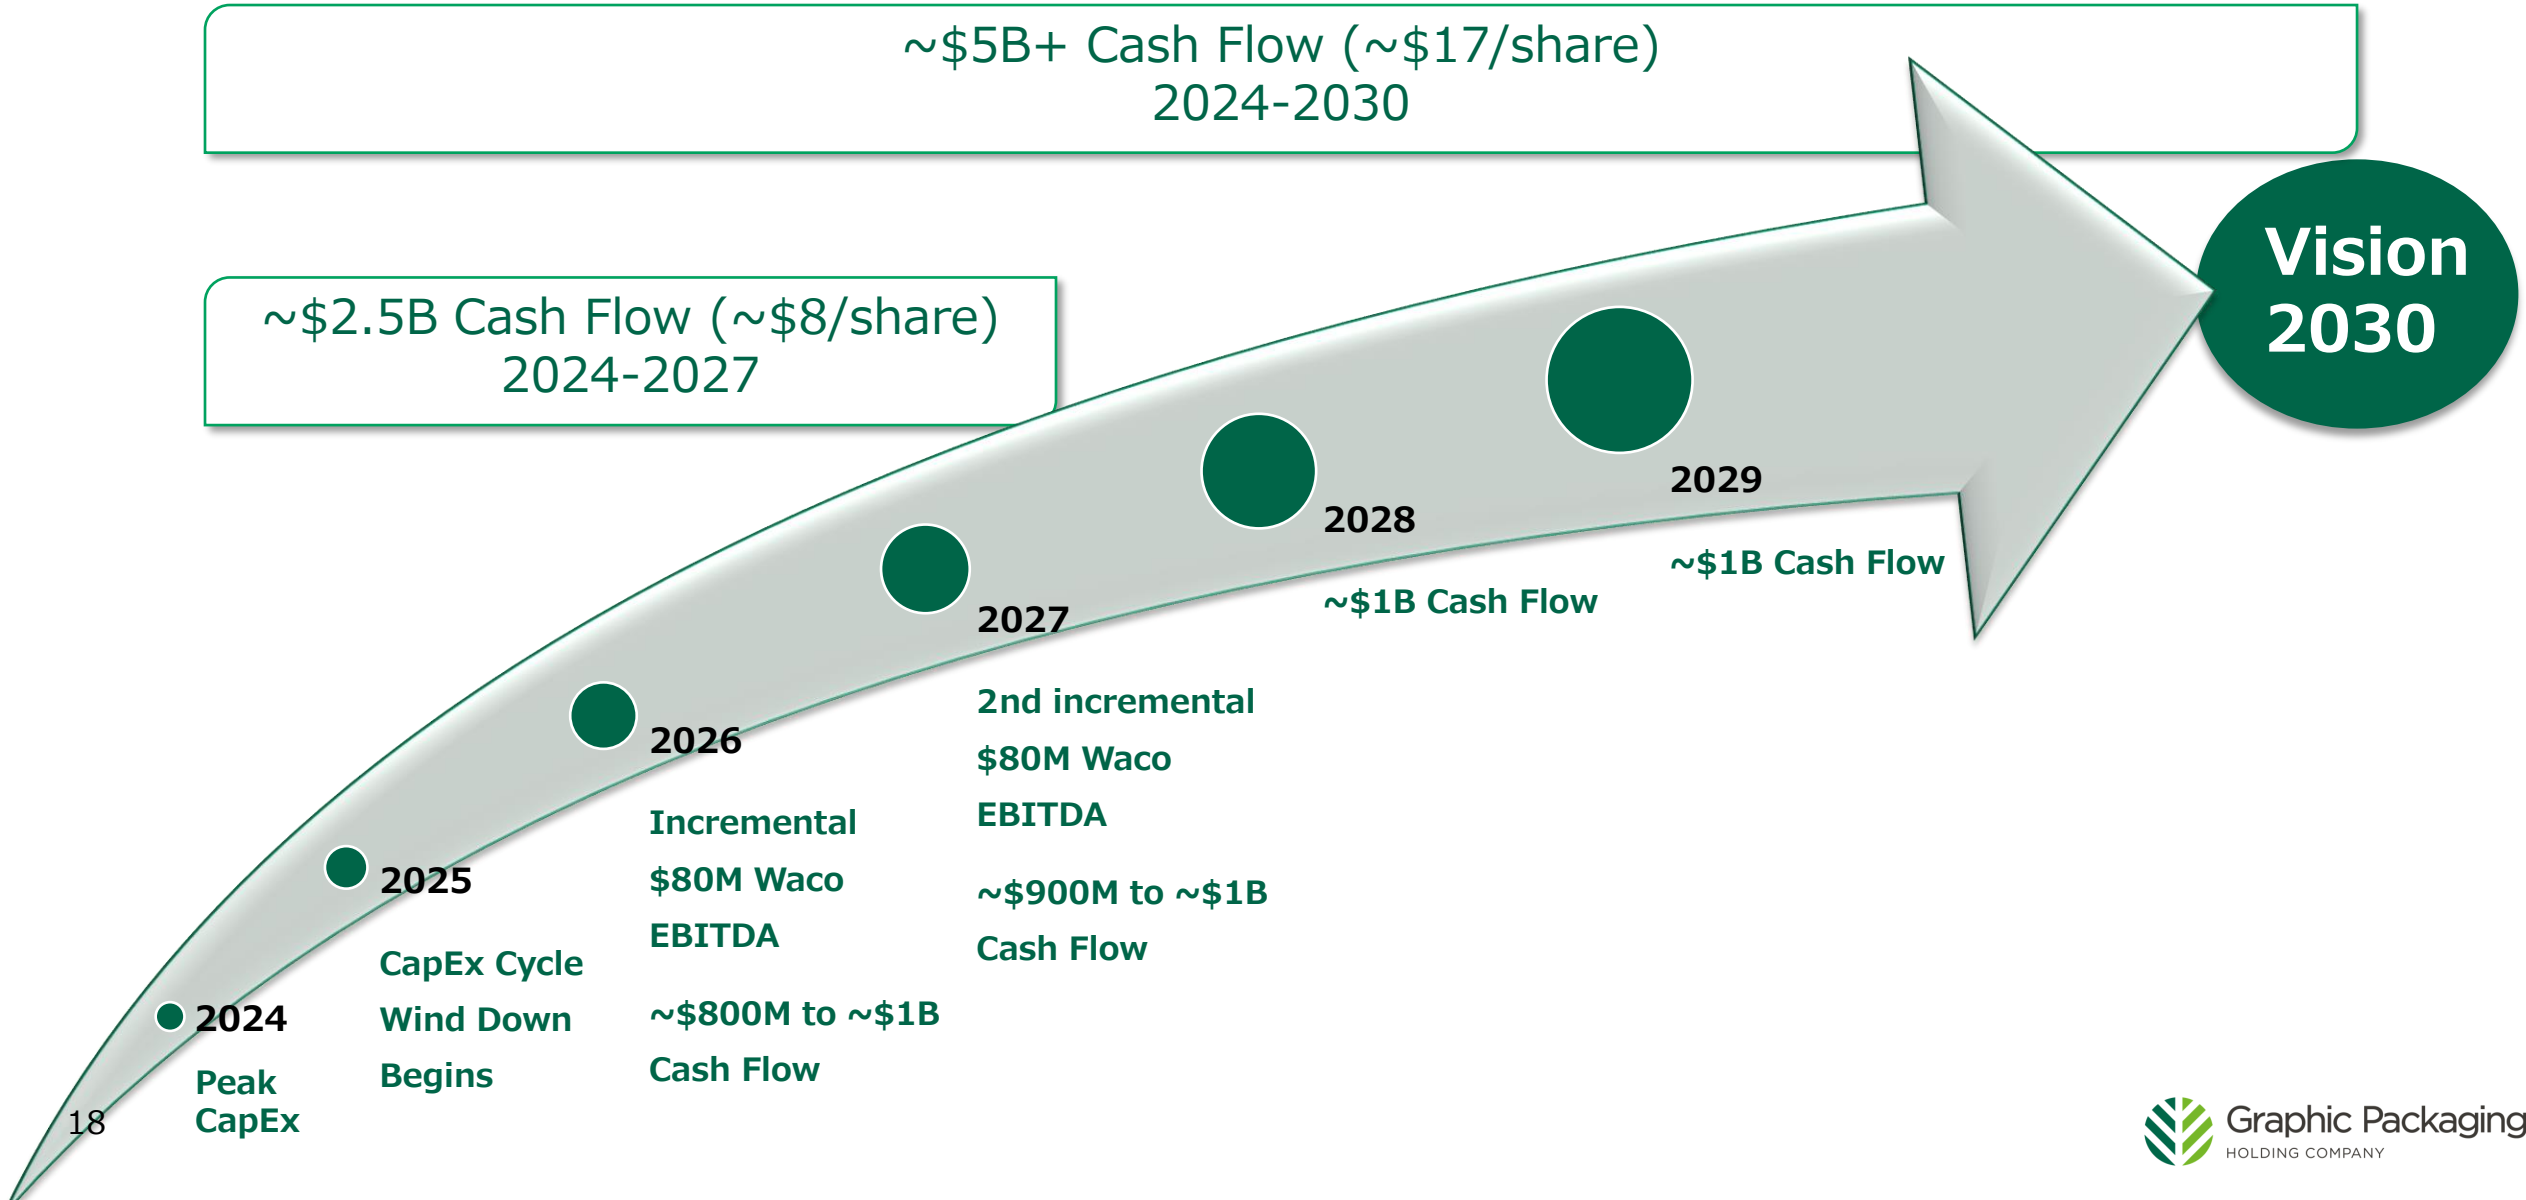 ~$5B+ Cash Flow (~$17/share)
2024-2030
~$2.5B Cash Flow (~$8/share)
2024-2027
Vision
2030
2029
~$1B Cash Flow
2028
~$1B Cash Flow
2027
2nd incremental
$80M Waco
EBITDA
~$900M to ~$1B
Cash Flow
2026
Incremental
$80M Waco
EBITDA
~$800M to ~$1B
Cash Flow
2025
CapEx Cycle
Wind Down
Begins
2024
Peak
CapEx
18
Graphic Packaging
HOLDING COMPANY